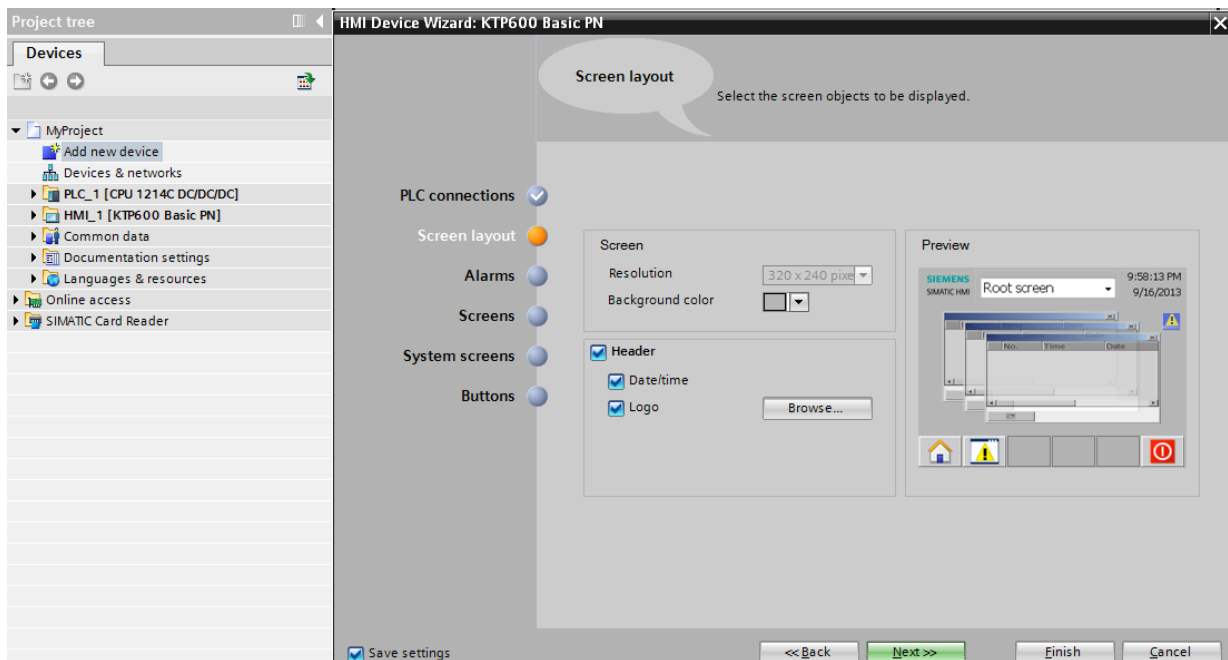 Project tree
Devices
MyProject
Add new device
Devices & networks
PLC_1 [CPU 1214C DC/DC/DC]
HMI_1 [KTP600 Basic PN]
Common data
Documentation settings
Languages & resources
Online access
SIMATIC Card Reader
HMI Device Wizard: KTP600 Basic PN
Screen layout
Select the screen objects to be displayed.
PLC connections
Screen layout
Alarms
Screens
System screens
Buttons
Screen
Resolution
320 x 240 pixe
Background color
Header
Date/time
Logo
Browse...
Preview
SIEMENS
SIMATIC HMI
Root screen
9:58:13 PM
9/16/2013
No. Time Date
Save settings
<< Back
Next >>
Finish
Cancel